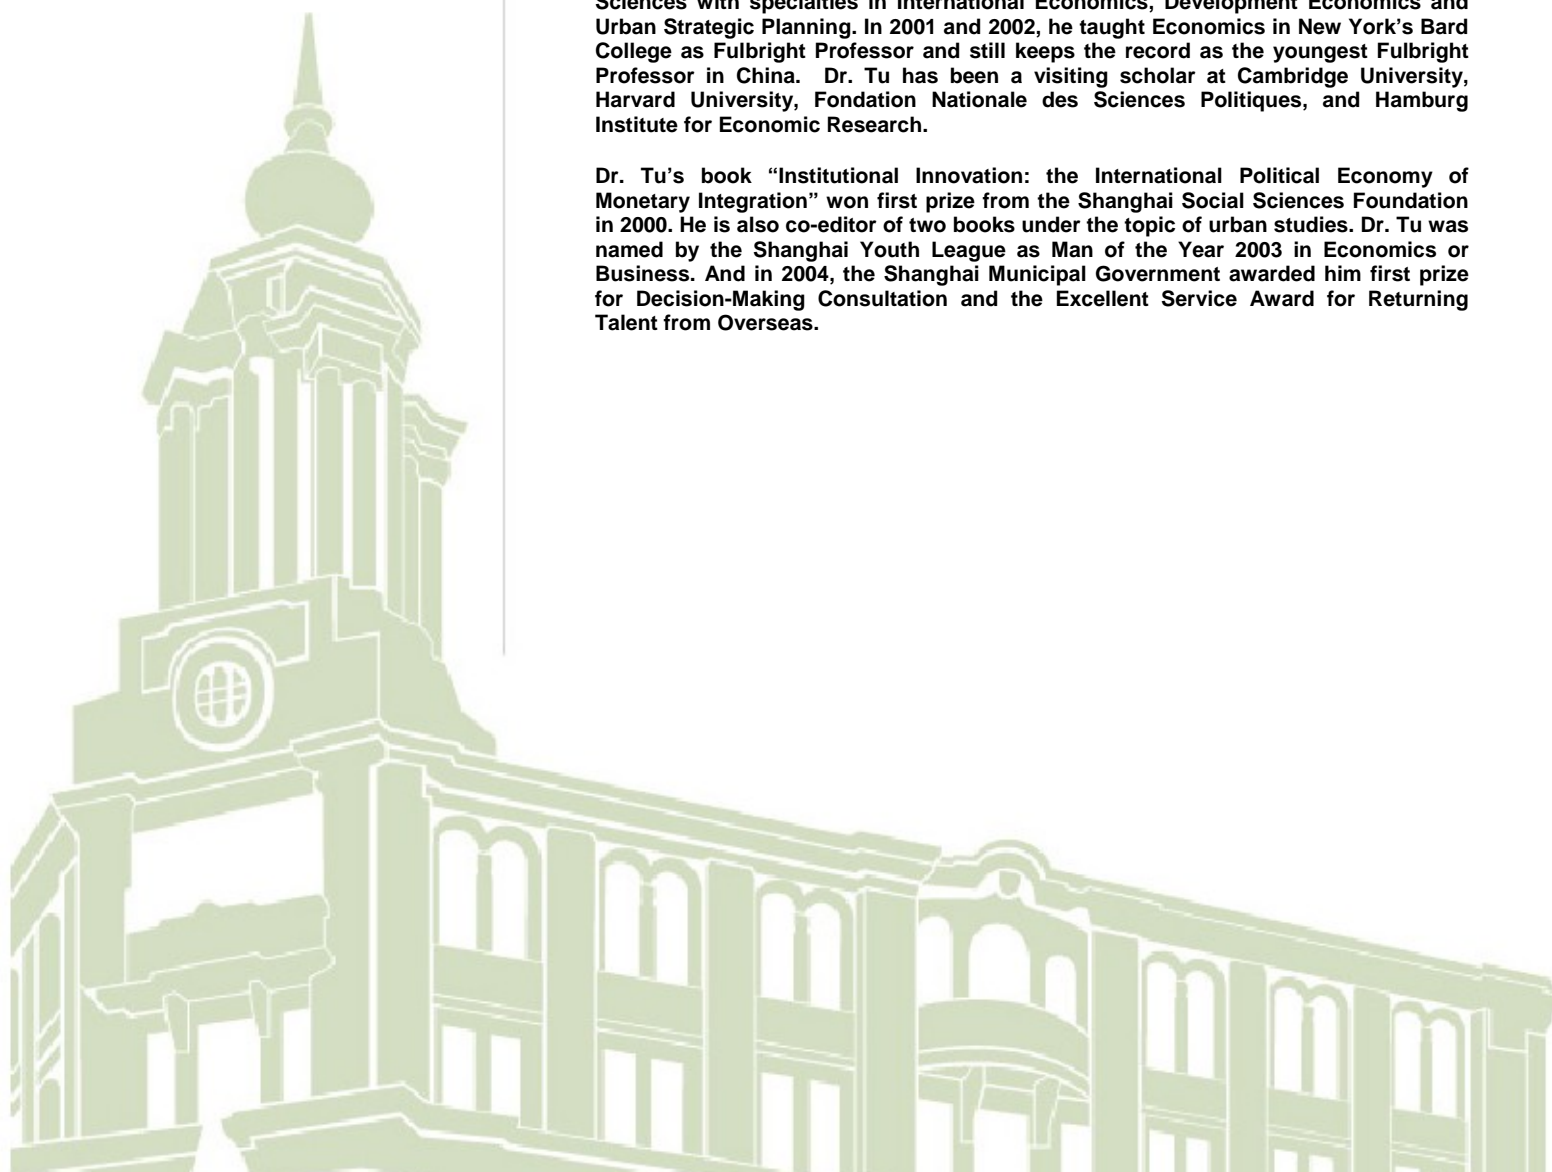 Sciences with specialties in International Economics, Development Economics and
Urban Strategic Planning. In 2001 and 2002, he taught Economics in New York’s Bard
College as Fulbright Professor and still keeps the record as the youngest Fulbright
Professor in China.  Dr. Tu has been a visiting scholar at Cambridge University,
Harvard University, Fondation Nationale des Sciences Politiques, and Hamburg
Institute for Economic Research.
Dr. Tu’s book “Institutional Innovation: the International Political Economy of
Monetary Integration” won first prize from the Shanghai Social Sciences Foundation
in 2000. He is also co-editor of two books under the topic of urban studies. Dr. Tu was
named by the Shanghai Youth League as Man of the Year 2003 in Economics or
Business. And in 2004, the Shanghai Municipal Government awarded him first prize
for Decision-Making Consultation and the Excellent Service Award for Returning
Talent from Overseas.